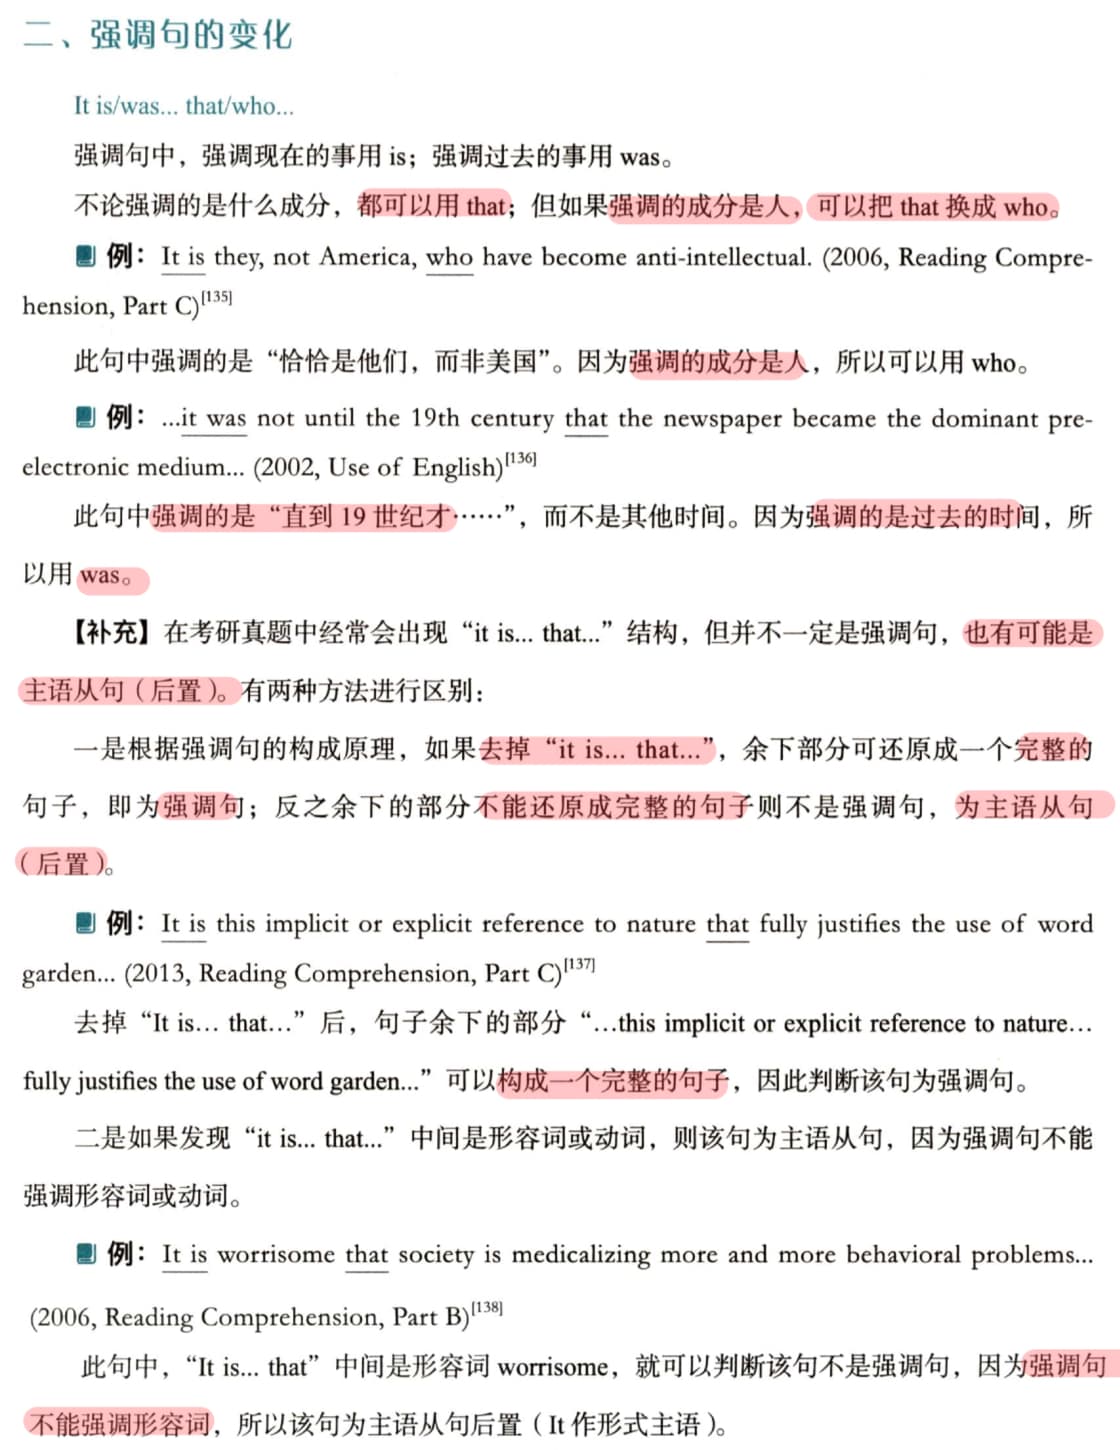 二、强调句的变化
It is/was... that/who...
强调句中，强调现在的事用 is；强调过去的事用 was。
不论强调的是什么成分，都可以用 that；但如果强调的成分是人，可以把 that 换成 who。
例：It is they, not America, who have become anti-intellectual. (2006, Reading Compre-
hension, Part C)[135]
此句中强调的是“恰恰是他们，而非美国”。因为强调的成分是人，所以可以用 who。
例：...it was not until the 19th century that the newspaper became the dominant pre-
electronic medium... (2002, Use of English)[136]
此句中强调的是“直到 19 世纪才……”，而不是其他时间。因为强调的是过去的时间，所
以用 was。
【补充】在考研真题中经常会出现“it is... that...”结构，但并不一定是强调句，也有可能是
主语从句（后置）。有两种方法进行区别：
一是根据强调句的构成原理，如果去掉“it is... that...”，余下部分可还原成一个完整的
句子，即为强调句；反之余下的部分不能还原成完整的句子则不是强调句，为主语从句
（后置）。
例：It is this implicit or explicit reference to nature that fully justifies the use of word
garden... (2013, Reading Comprehension, Part C)[137]
去掉“It is... that...”后，句子余下的部分“...this implicit or explicit reference to nature...
fully justifies the use of word garden...”可以构成一个完整的句子，因此判断该句为强调句。
二是如果发现“it is... that...”中间是形容词或动词，则该句为主语从句，因为强调句不能
强调形容词或动词。
例：It is worrisome that society is medicalizing more and more behavioral problems...
(2006, Reading Comprehension, Part B)[138]
此句中，“It is... that”中间是形容词 worrisome，就可以判断该句不是强调句，因为强调句
不能强调形容词，所以该句为主语从句后置（It 作形式主语）。